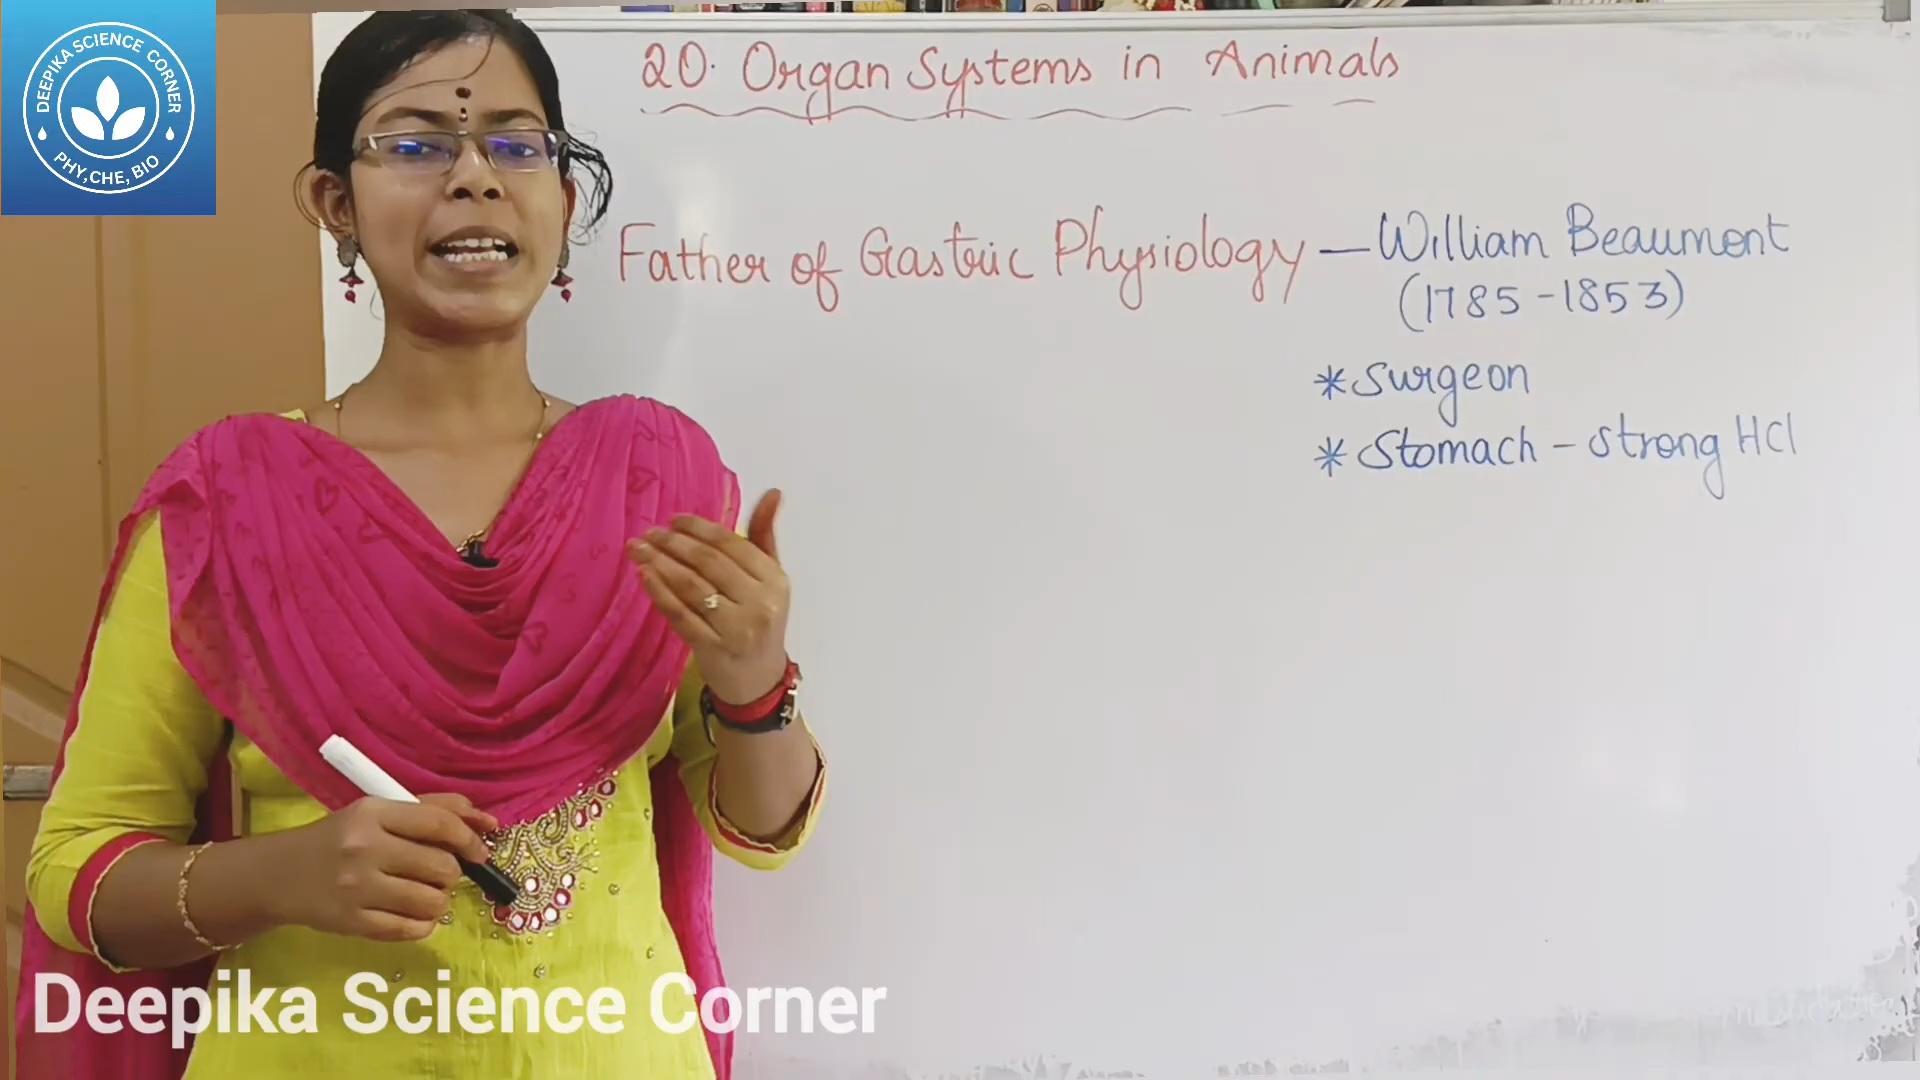 DEEPIKA SCIENCE CORNER
PHY,CHE, BIO
20. Organ Systems in Animals
Father of Gastric Physiology — William Beaumont
(1785 - 1853)
* Surgeon
* Stomach - strong HCl
Deepika Science Corner